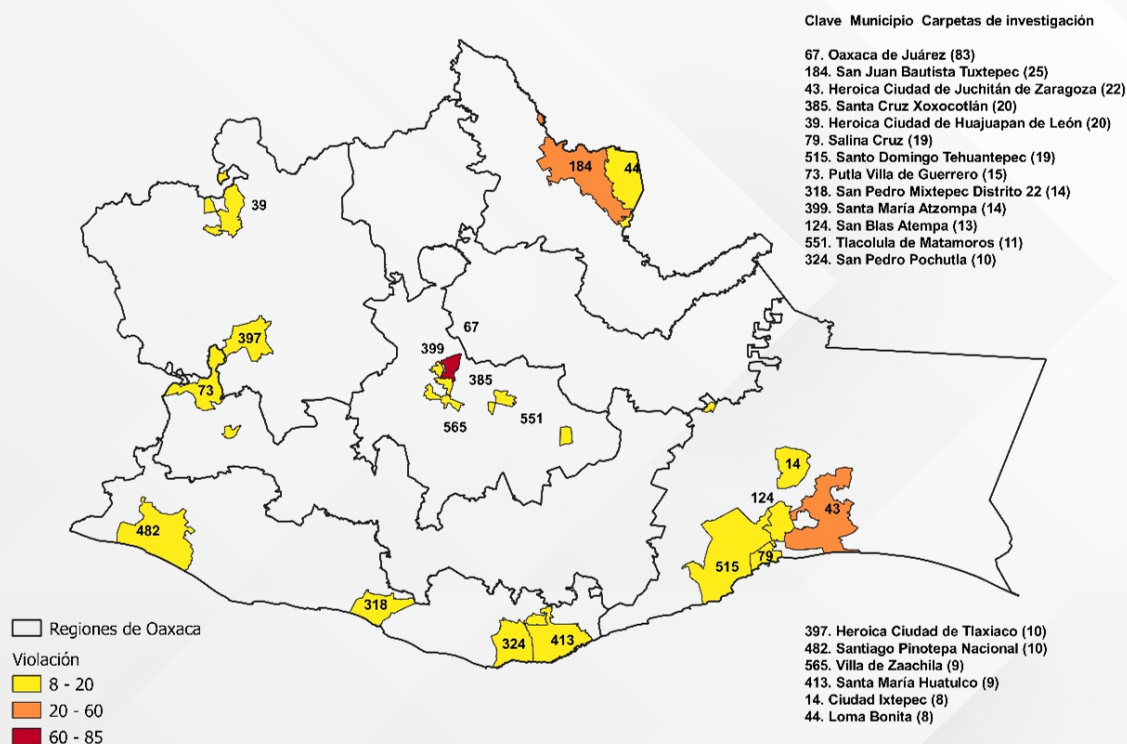 Clave Municipio Carpetas de investigación
67. Oaxaca de Juárez (83)
184. San Juan Bautista Tuxtepec (25)
43. Heroica Ciudad de Juchitán de Zaragoza (22)
385. Santa Cruz Xoxocotlán (20)
39. Heroica Ciudad de Huajuapan de León (20)
79. Salina Cruz (19)
515. Santo Domingo Tehuantepec (19)
73. Putla Villa de Guerrero (15)
318. San Pedro Mixtepec Distrito 22 (14)
399. Santa María Atzompa (14)
124. San Blas Atempa (13)
551. Tlacolula de Matamoros (11)
324. San Pedro Pochutla (10)
184
44
39
67
397
399
385
73
551
565
14
124
482
43
79
515
318
324
413
Regiones de Oaxaca
Violación
8 - 20
20 - 60
60 - 85
397. Heroica Ciudad de Tlaxiaco (10)
482. Santiago Pinotepa Nacional (10)
565. Villa de Zaachila (9)
413. Santa María Huatulco (9)
14. Ciudad Ixtepec (8)
44. Loma Bonita (8)